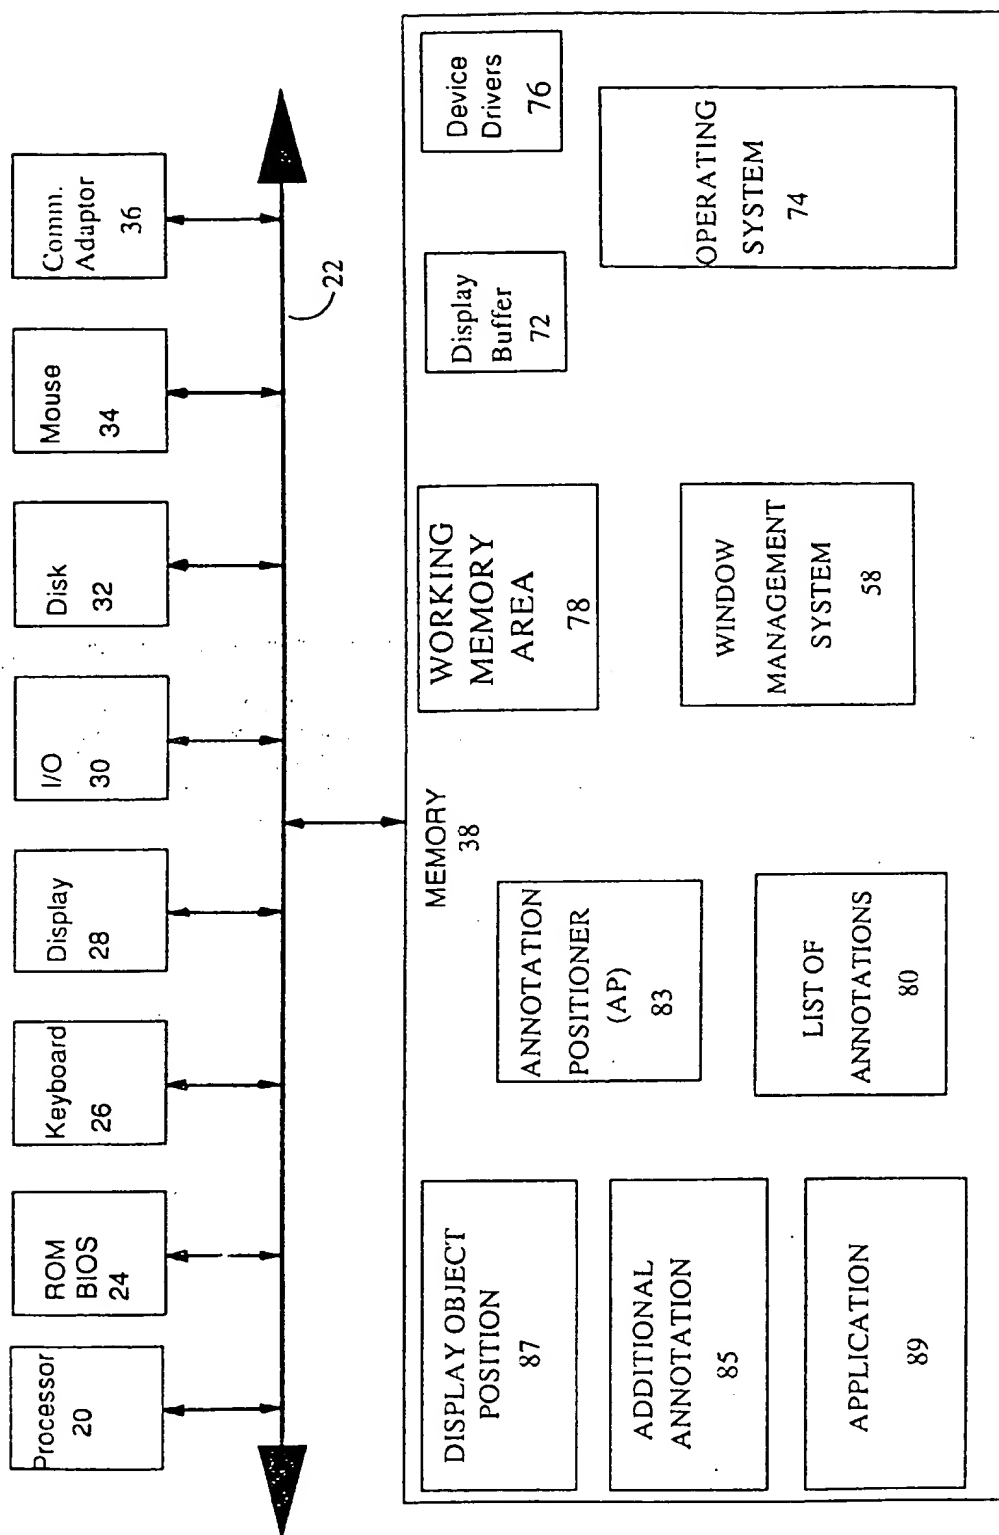 Processor
20
ROM
BIOS
24
Keyboard
26
Display
28
I/O
30
Disk
32
Mouse
34
Comm.
Adaptor
36
22
MEMORY
38
DISPLAY OBJECT
POSITION
87
ADDITIONAL
ANNOTATION
85
APPLICATION
89
ANNOTATION
POSITIONER
(AP)
83
LIST OF
ANNOTATIONS
80
WORKING
MEMORY
AREA
78
WINDOW
MANAGEMENT
SYSTEM
58
Display
Buffer
72
Device
Drivers
76
OPERATING
SYSTEM
74